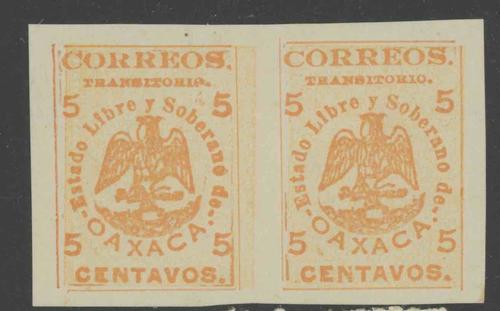 CORREOS.
TRANSITORIO.
5 5
Estado Libre y Soberano de
OAXACA
5 5
CENTAVOS.
CORREOS.
TRANSITORIO.
5 5
Estado Libre y Soberano de
OAXACA
5 5
CENTAVOS.